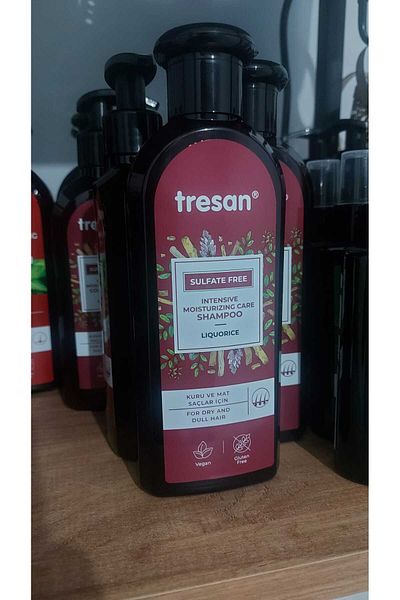 tresan®
SULFATE FREE
INTENSIVE
MOISTURIZING CARE
SHAMPOO
LIQUORICE
KURU VE MAT
SAÇLAR İÇİN
FOR DRY AND
DULL HAIR
Vegan
Gluten
Free